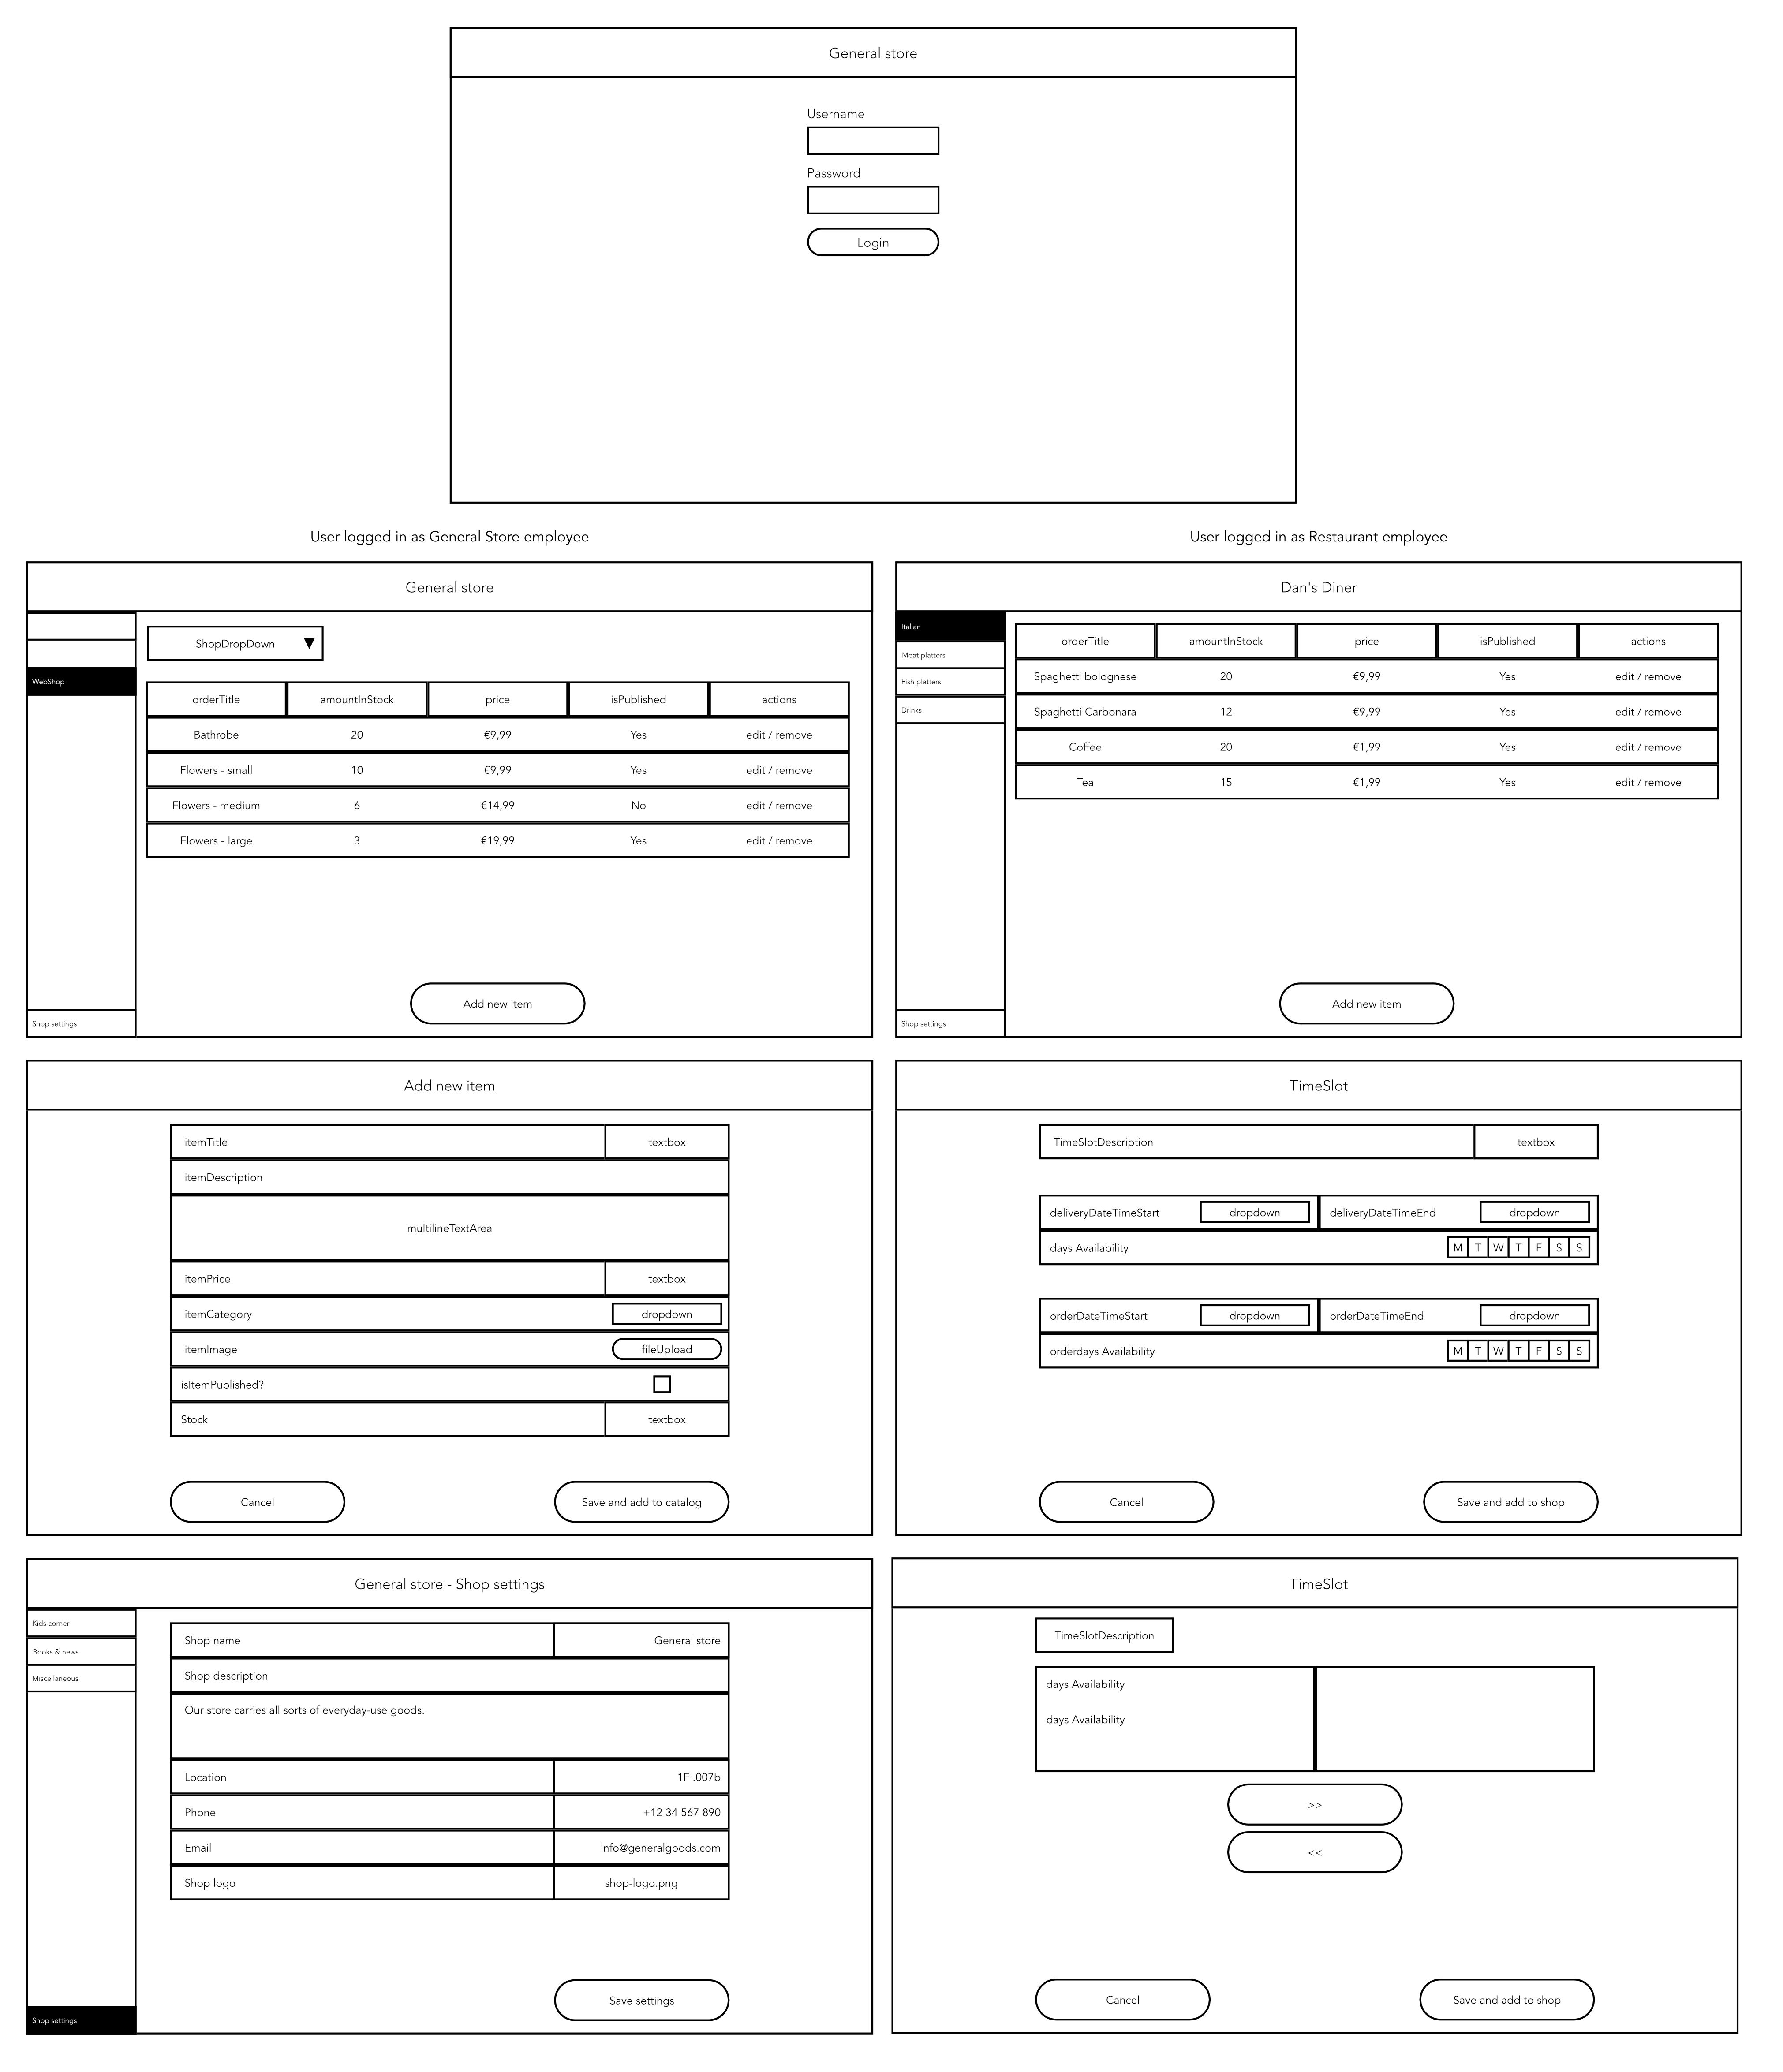 General store
Username
Password
Login
User logged in as General Store employee
General store
ShopDropDown
WebShop
orderTitle amountInStock price isPublished actions
Bathrobe 20 €9,99 Yes edit / remove
Flowers - small 10 €9,99 Yes edit / remove
Flowers - medium 6 €14,99 No edit / remove
Flowers - large 3 €19,99 Yes edit / remove
Add new item
Shop settings
User logged in as Restaurant employee
Dan's Diner
Italian
Meat platters
Fish platters
Drinks
orderTitle amountInStock price isPublished actions
Spaghetti bolognese 20 €9,99 Yes edit / remove
Spaghetti Carbonara 12 €9,99 Yes edit / remove
Coffee 20 €1,99 Yes edit / remove
Tea 15 €1,99 Yes edit / remove
Add new item
Shop settings
Add new item
itemTitle textbox
itemDescription
multilineTextArea
itemPrice textbox
itemCategory dropdown
itemImage fileUpload
isItemPublished?
Stock textbox
Cancel Save and add to catalog
TimeSlot
TimeSlotDescription textbox
deliveryDateTimeStart dropdown deliveryDateTimeEnd dropdown
days Availability M T W T F S S
orderDateTimeStart dropdown orderDateTimeEnd dropdown
orderdays Availability M T W T F S S
Cancel Save and add to shop
General store - Shop settings
Kids corner
Books & news
Miscellaneous
Shop name General store
Shop description
Our store carries all sorts of everyday-use goods.
Location 1F .007b
Phone +12 34 567 890
Email info@generalgoods.com
Shop logo shop-logo.png
Save settings
Shop settings
TimeSlot
TimeSlotDescription
days Availability
days Availability
>>
<<
Cancel Save and add to shop